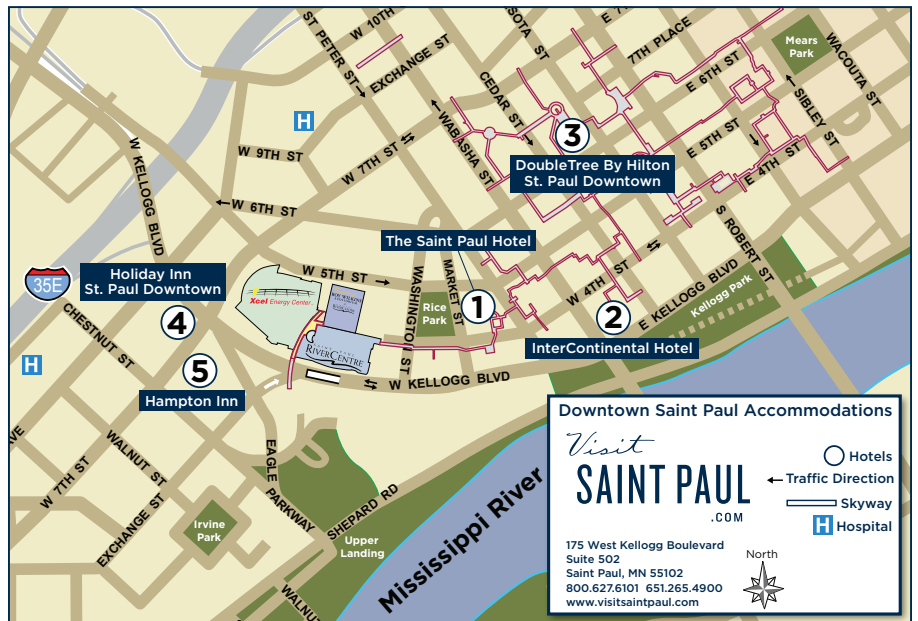 ST PETER ST
W 10TH ST
EXCHANGE ST
7TH PLACE
E 6TH ST
Mears
Park
WACOUTA ST
CEDAR ST
WABASHA ST
SIBLEY ST
H
W 9TH ST
W 7TH ST
3
E 5TH ST
DoubleTree By Hilton
St. Paul Downtown
E 4TH ST
W KELLOGG BLVD
W 6TH ST
S ROBERT ST
The Saint Paul Hotel
35E
Holiday Inn
St. Paul Downtown
W 5TH ST
WASHINGTON ST
MARKET ST
W 4TH ST
E KELLOGG BLVD
Kellogg Park
Xcel Energy Center
Rice
Park
1
2
4
CHESTNUT ST
SAINT PAUL
RIVERCENTRE
InterContinental Hotel
H
5
W KELLOGG BLVD
Hampton Inn
AVE
W 7TH ST
WALNUT ST
EXCHANGE ST
EAGLE PARKWAY
SHEPARD RD
Irvine
Park
Upper
Landing
WALNUT
Mississippi River
Downtown Saint Paul Accommodations
Visit
SAINT PAUL
.COM
Hotels
Traffic Direction
Skyway
H Hospital
175 West Kellogg Boulevard
Suite 502
Saint Paul, MN 55102
800.627.6101 651.265.4900
www.visitsaintpaul.com
North